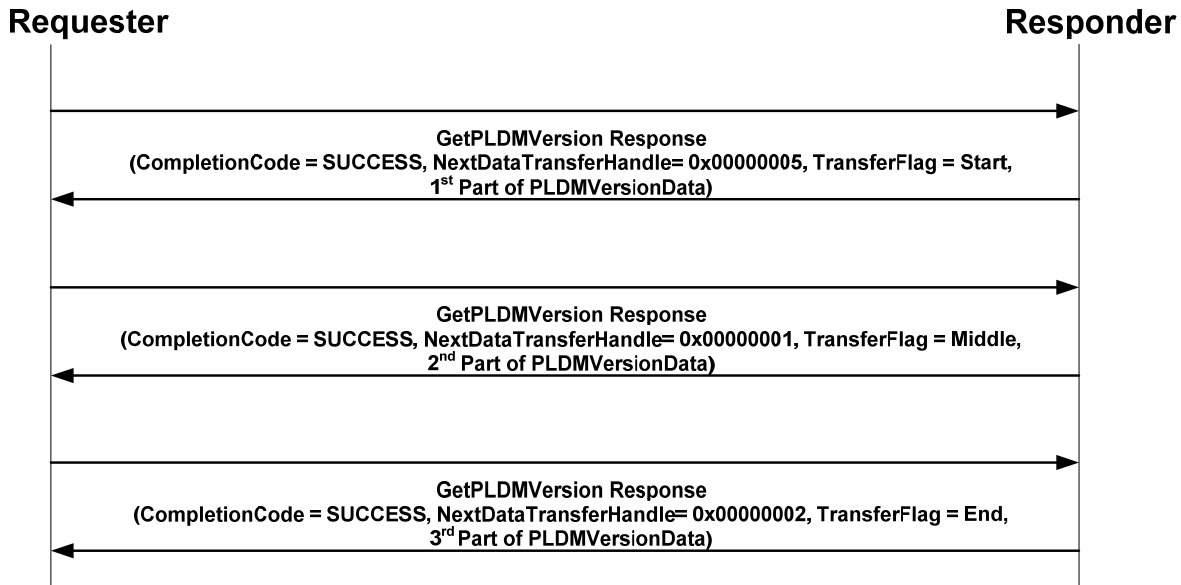 Requester
Responder
GetPLDMVersion Response
(CompletionCode = SUCCESS, NextDataTransferHandle= 0x00000005, TransferFlag = Start,
1st Part of PLDMVersionData)
GetPLDMVersion Response
(CompletionCode = SUCCESS, NextDataTransferHandle= 0x00000001, TransferFlag = Middle,
2nd Part of PLDMVersionData)
GetPLDMVersion Response
(CompletionCode = SUCCESS, NextDataTransferHandle= 0x00000002, TransferFlag = End,
3rd Part of PLDMVersionData)